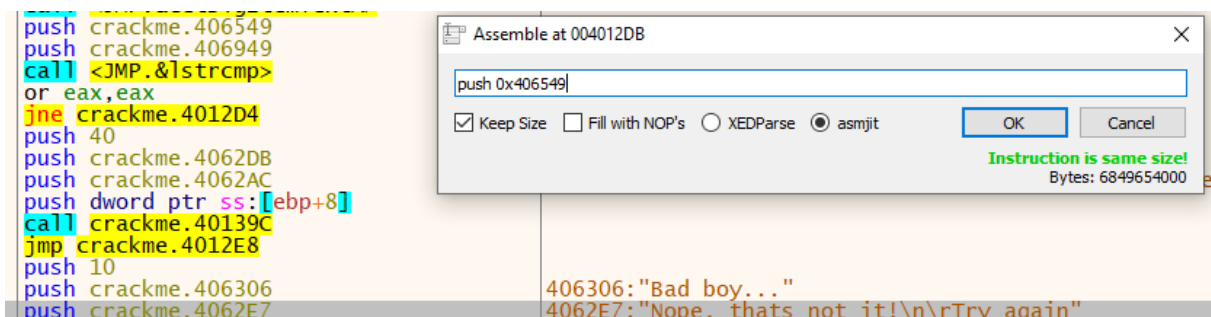 push crackme.406549
push crackme.406949
call <JMP.&lstrcmp>
or eax,eax
jne crackme.4012D4
push 40
push crackme.4062DB
push crackme.4062AC
push dword ptr ss:[ebp+8]
call crackme.40139C
jmp crackme.4012E8
push 10
push crackme.406306 406306:"Bad boy..."
push crackme.4062E7 4062E7:"Nope, thats not it!\n\rTry again"
Assemble at 004012DB
push 0x406549
Keep Size Fill with NOP's XEDParse asmjit OK Cancel
Instruction is same size!
Bytes: 6849654000